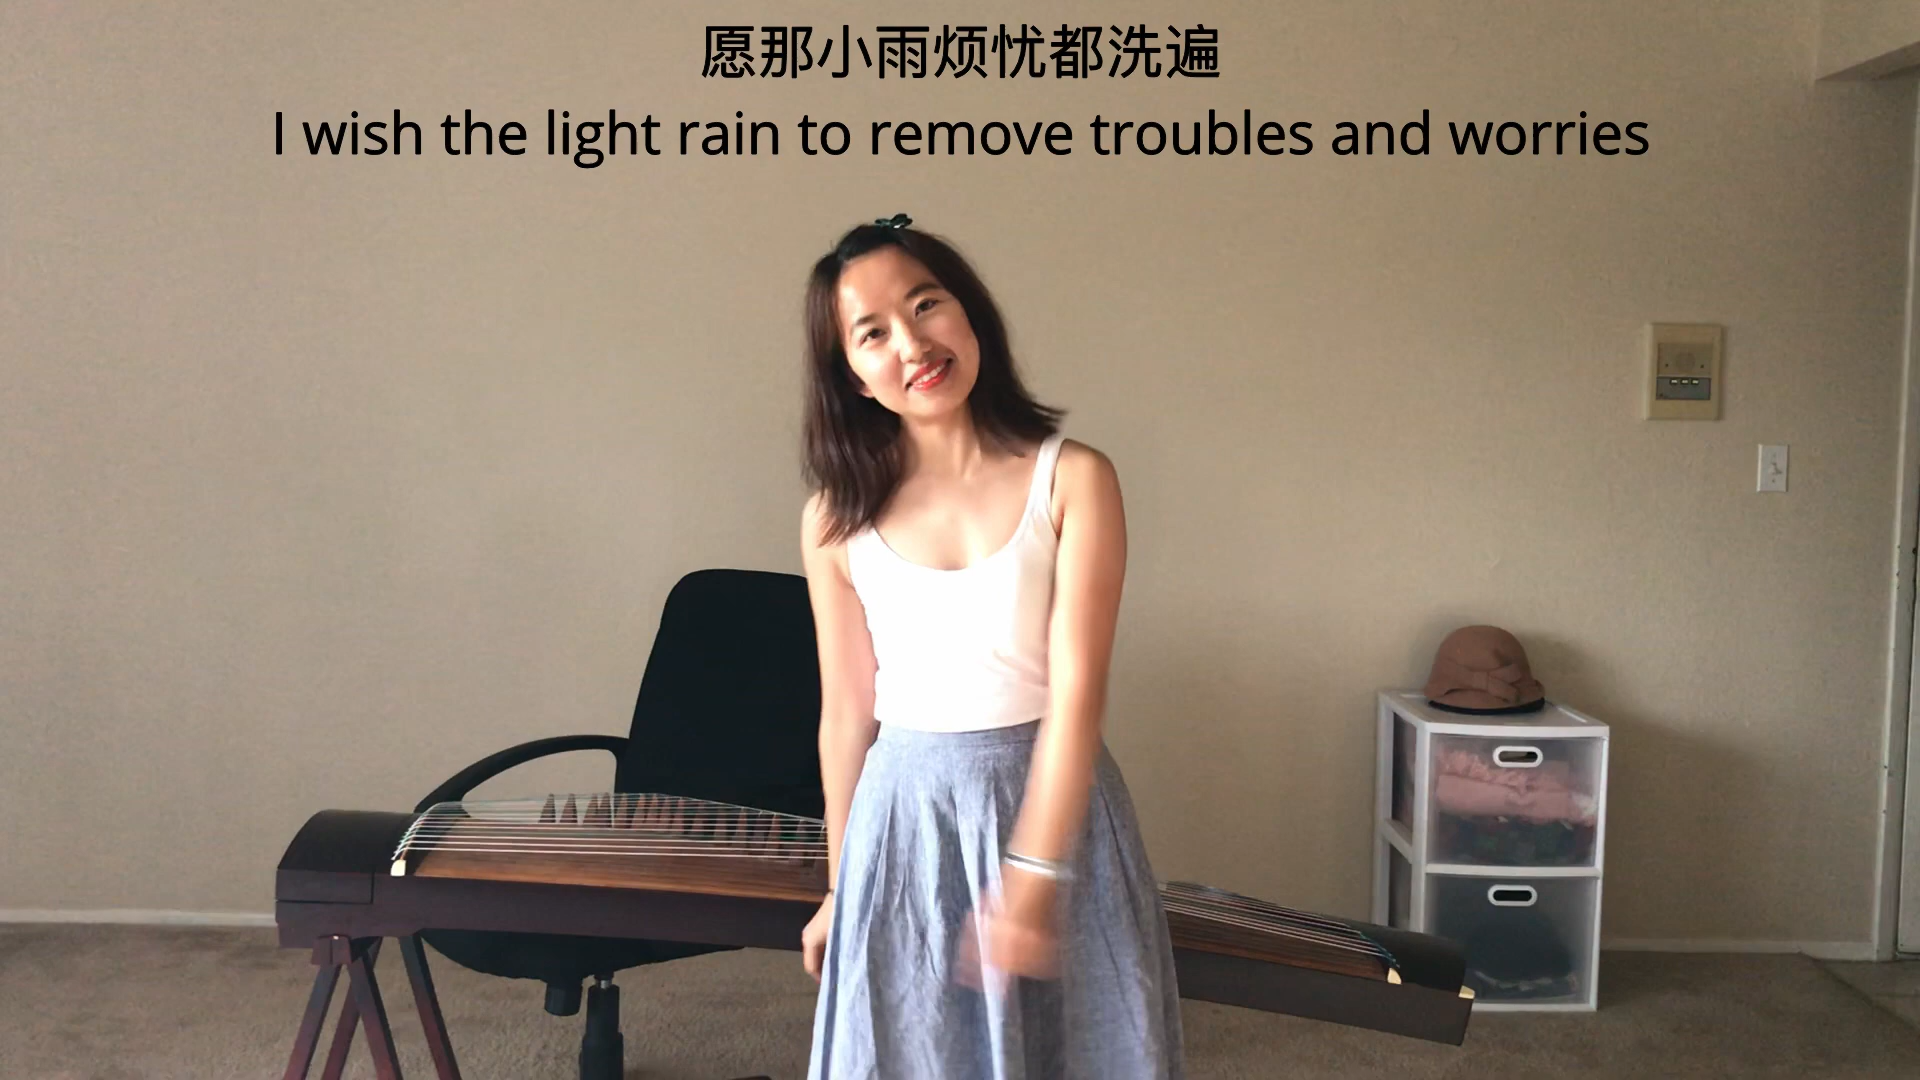 愿那小雨烦忧都洗遍
I wish the light rain to remove troubles and worries